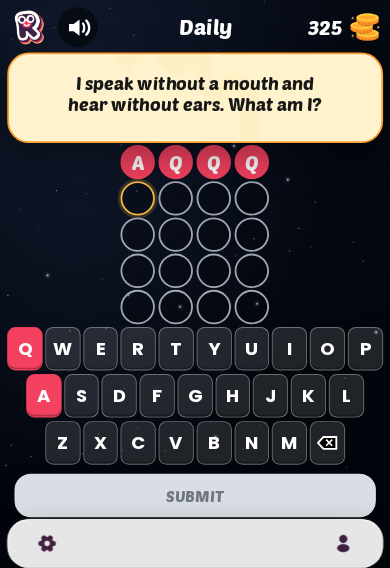 R
Daily
325
I speak without a mouth and
hear without ears. What am I?
A Q Q Q
Q W E R T Y U I O P
A S D F G H J K L
Z X C V B N M
SUBMIT